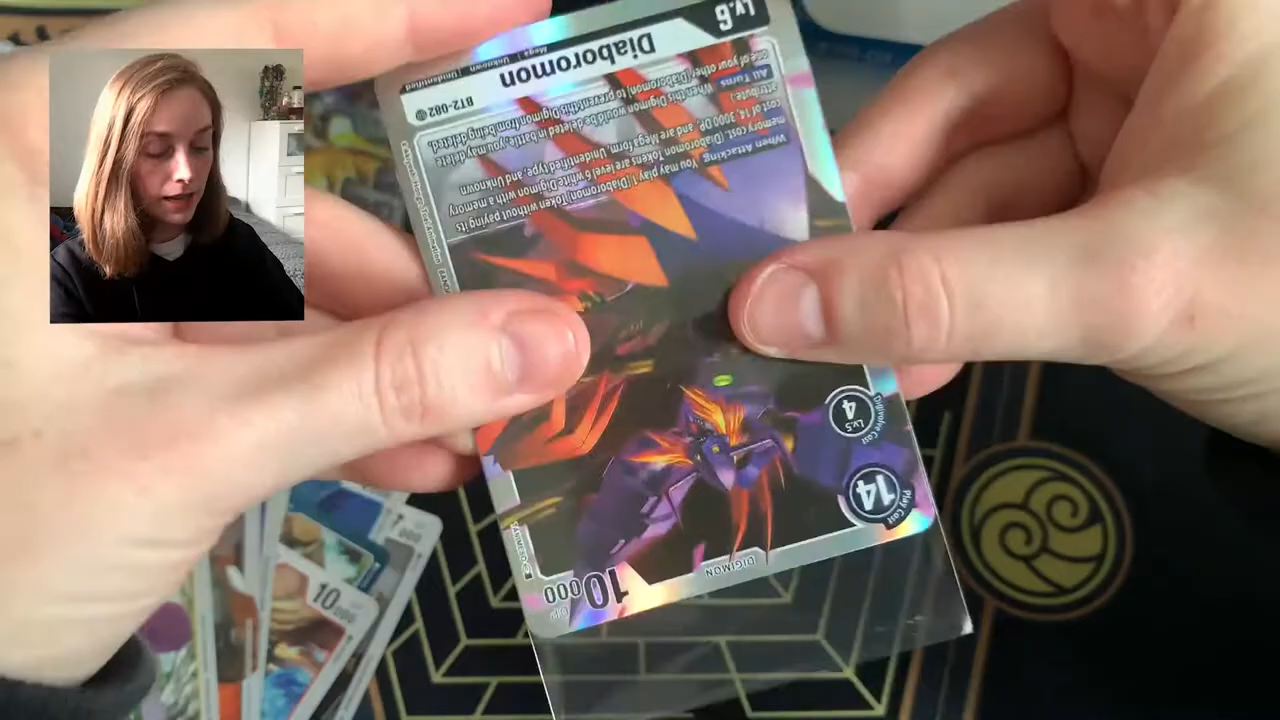 DIGIMON
10000
DP
Play Cost
14
Digivolve Cost
Lv.5
4
When Attacking You may play 1 [Diaboromon] Token without paying its
memory cost. (Diaboromon Tokens are level 6 white Digimon with a memory
cost of 14, 3000 DP, and are Mega form, Unidentified type, and Unknown
attribute.)
All Turns When this Digimon would be deleted in battle, you may delete
one of your other [Diaboromon] to prevent this Digimon from being deleted.
BT2-082
Lv.6
Diaboromon
Mega | Unknown | Unidentified
10000